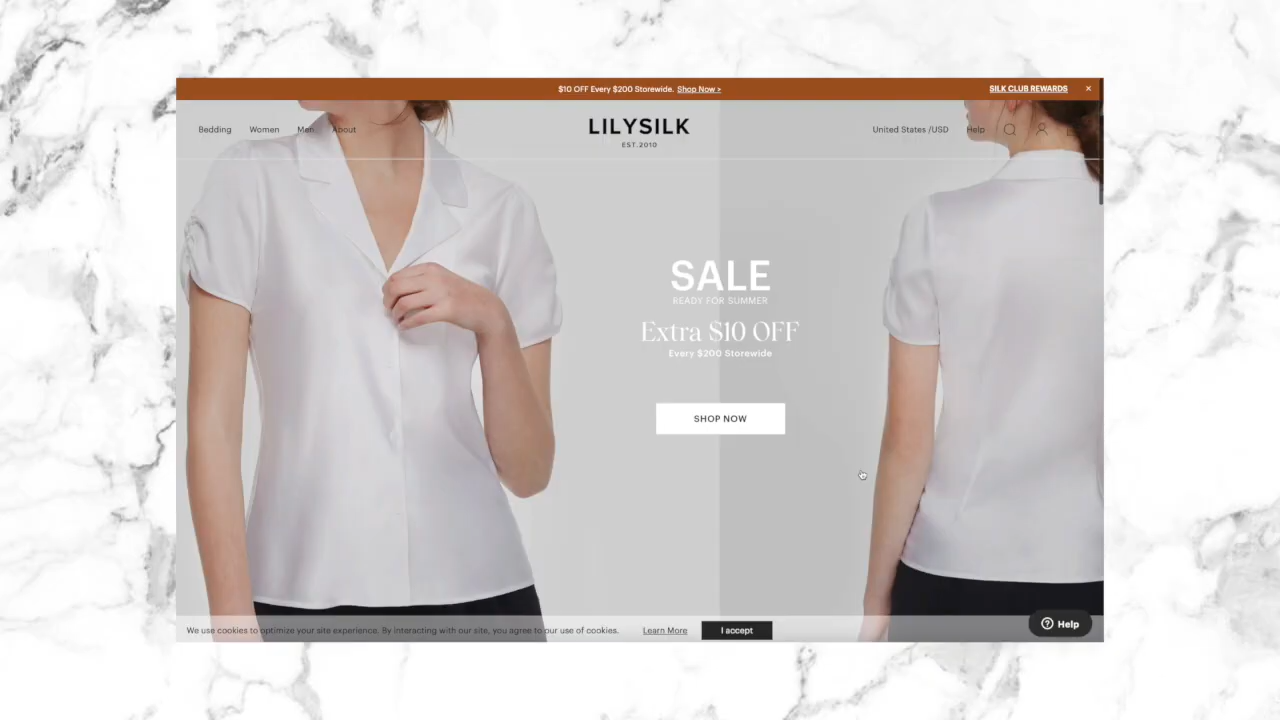 $10 OFF Every $200 Storewide. Shop Now >
SILK CLUB REWARDS
Bedding Women Men About
LILYSILK
EST.2010
United States /USD Help
SALE
READY FOR SUMMER
Extra $10 OFF
Every $200 Storewide
SHOP NOW
We use cookies to optimize your site experience. By interacting with our site, you agree to our use of cookies. Learn More I accept
Help